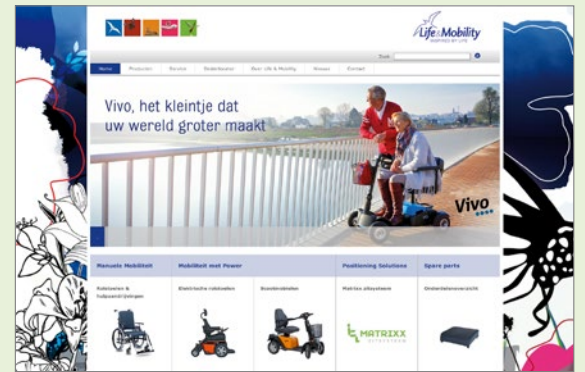 Life & Mobility
INSPIRED BY LIFE
Zoek
Home Producten Service Onderdelen Over Life & Mobility Nieuws Contact
Vivo, het kleintje dat
uw wereld groter maakt
Vivo
Manuele Mobiliteit Mobiliteit met Power Positioning Solutions Spare parts
Rolstoelen & Elektrische rolstoelen Scootmobielen Matrixx zitsysteem Onderdelenoverzicht
hulpaandrijvingen
MATRIXX